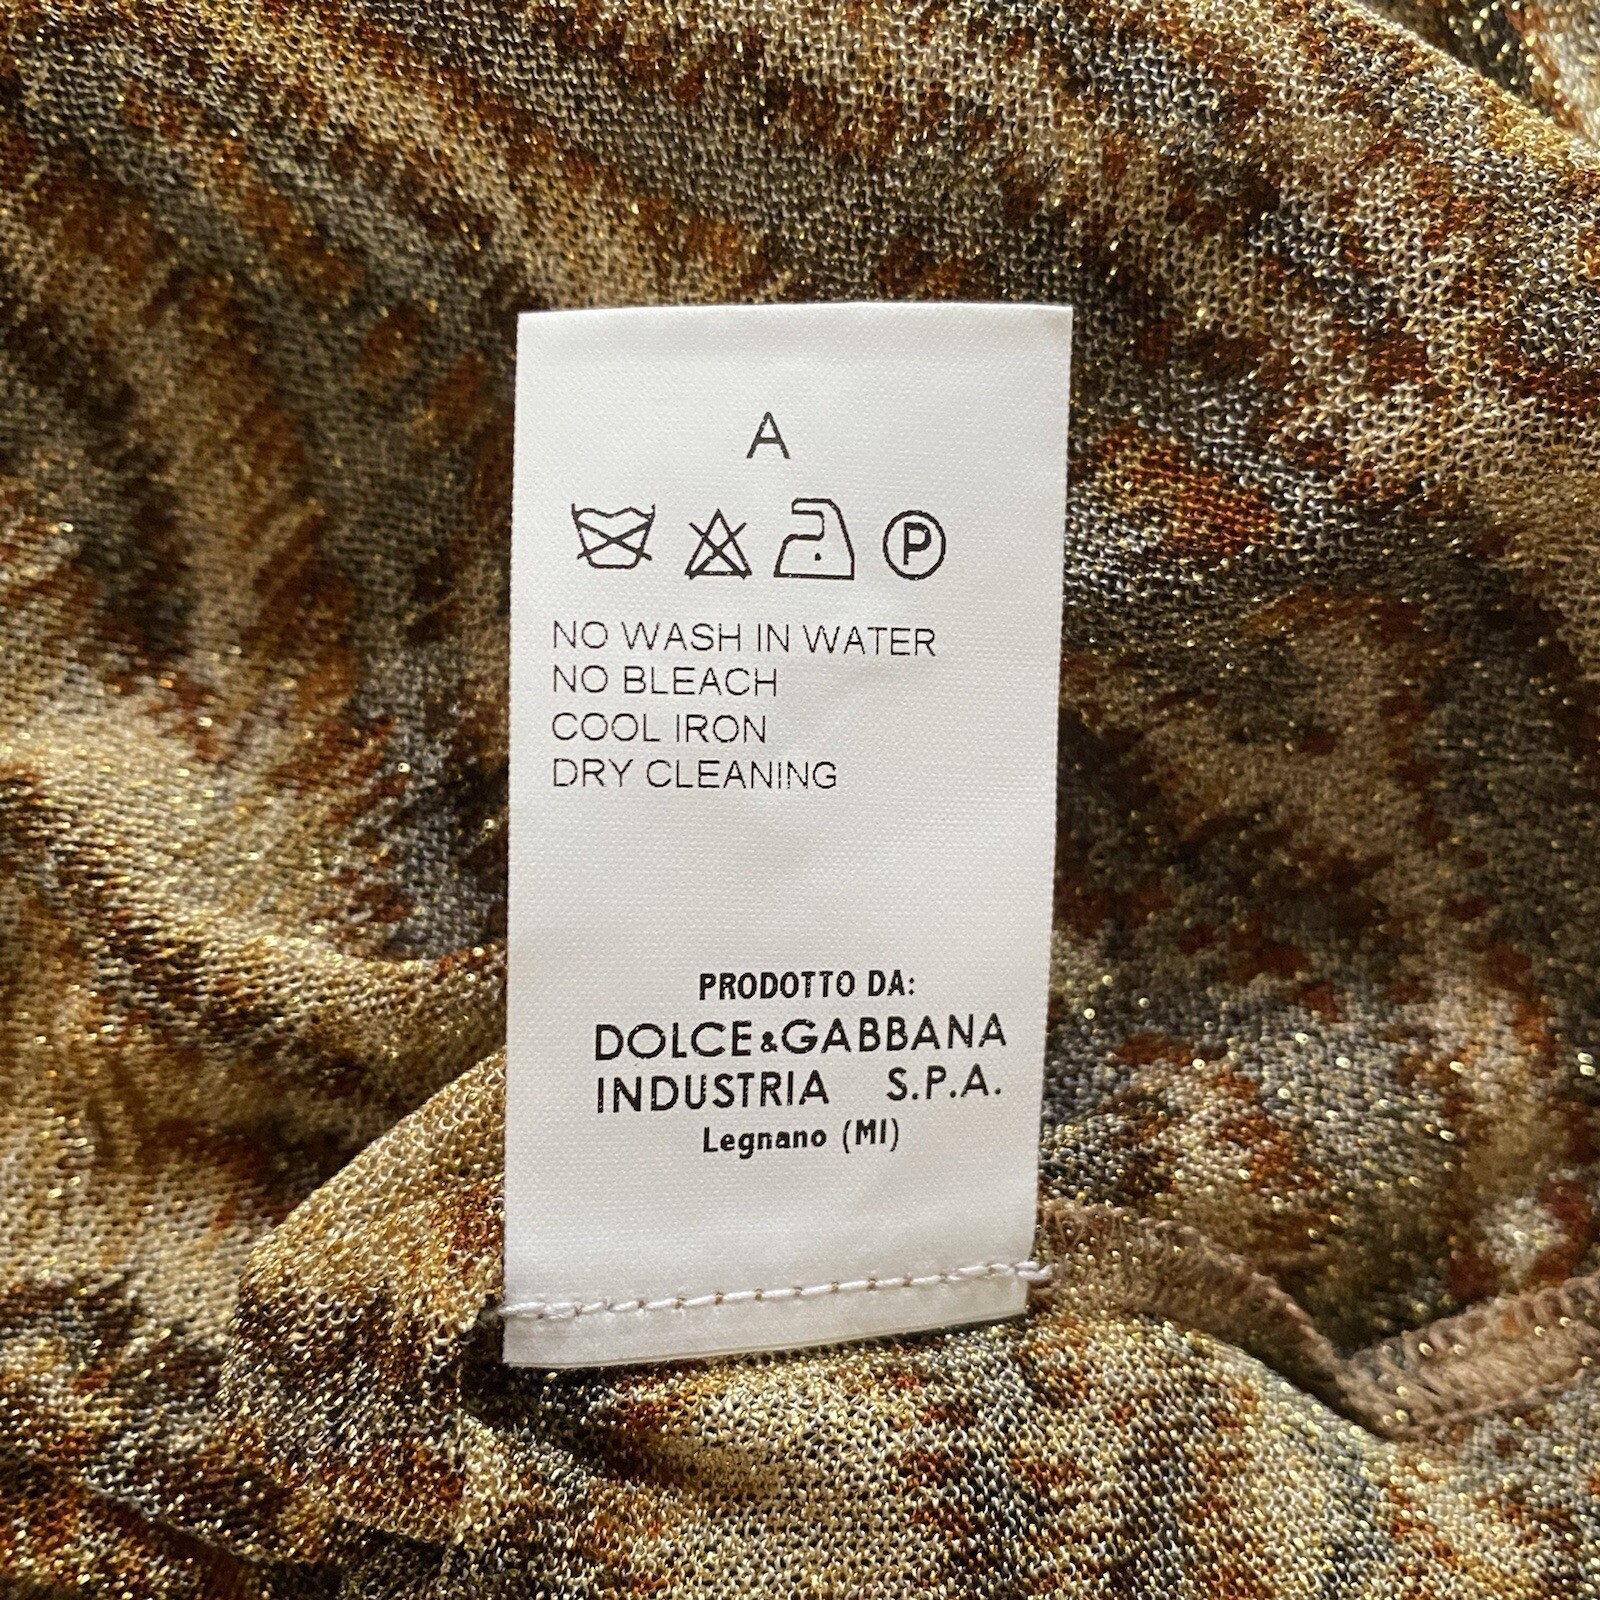 A
P
NO WASH IN WATER
NO BLEACH
COOL IRON
DRY CLEANING
PRODOTTO DA:
DOLCE&GABBANA
INDUSTRIA S.P.A.
Legnano (MI)